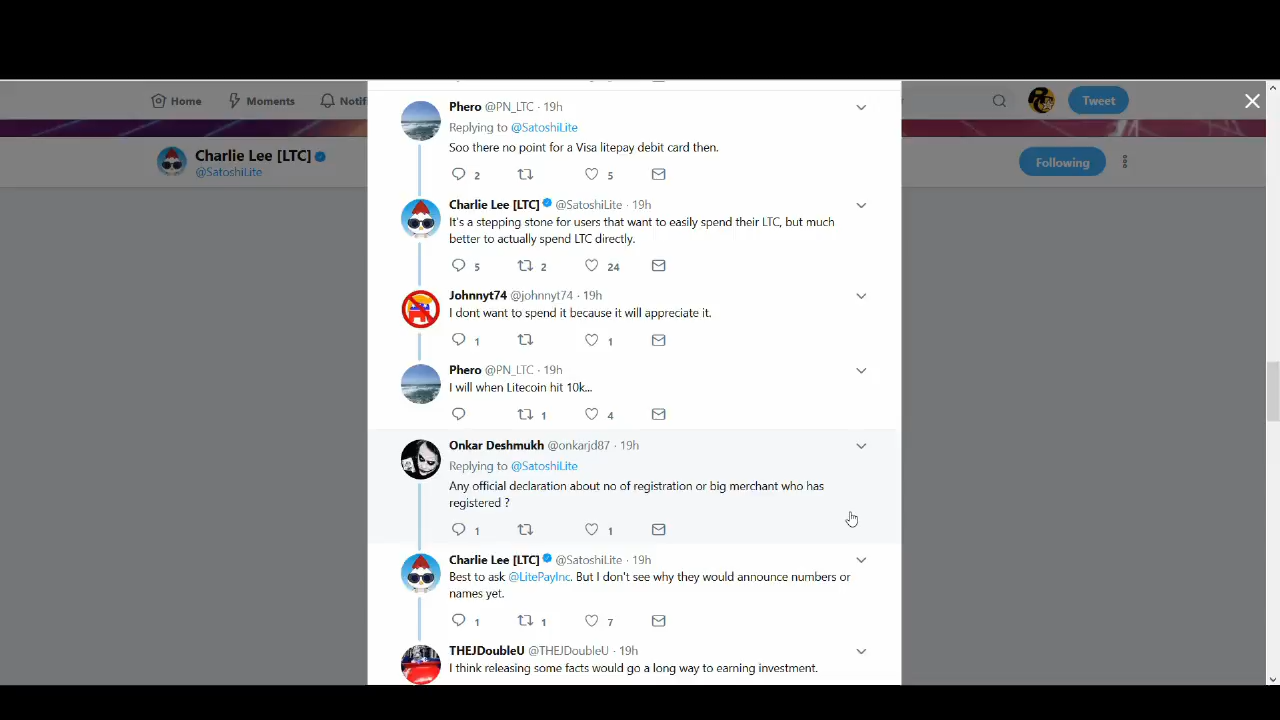 Home
Moments
Notif
Tweet
Charlie Lee [LTC]
@SatoshiLite
Following
Phero @PN_LTC · 19h
Replying to @SatoshiLite
Soo there no point for a Visa litepay debit card then.
2 5
Charlie Lee [LTC] @SatoshiLite · 19h
It's a stepping stone for users that want to easily spend their LTC, but much
better to actually spend LTC directly.
5 2 24
Johnnyt74 @johnnyt74 · 19h
I dont want to spend it because it will appreciate it.
1 1
Phero @PN_LTC · 19h
I will when Litecoin hit 10k...
1 4
Onkar Deshmukh @onkarjd87 · 19h
Replying to @SatoshiLite
Any official declaration about no of registration or big merchant who has
registered ?
1 1
Charlie Lee [LTC] @SatoshiLite · 19h
Best to ask @LitePayInc. But I don't see why they would announce numbers or
names yet.
1 1 7
THEJDoubleU @THEJDoubleU · 19h
I think releasing some facts would go a long way to earning investment.